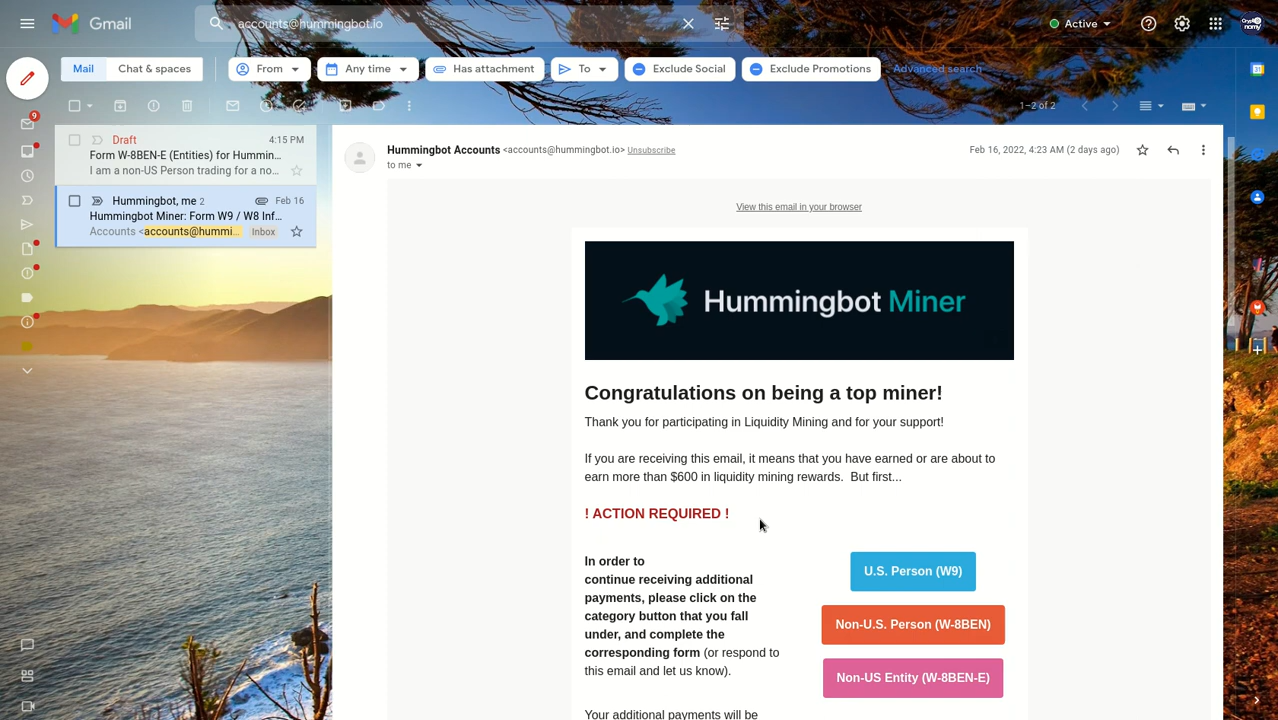 Gmail
accounts@hummingbot.io
Active
Mail
Chat & spaces
From
Any time
Has attachment
To
Exclude Social
Exclude Promotions
Advanced search
1–2 of 2
9
Draft
4:15 PM
Form W-8BEN-E (Entities) for Hummin...
I am a non-US Person trading for a no...
Hummingbot, me 2
Feb 16
Hummingbot Miner: Form W9 / W8 Inf...
Accounts <accounts@hummi...
Inbox
Hummingbot Accounts <accounts@hummingbot.io> Unsubscribe
Feb 16, 2022, 4:23 AM (2 days ago)
to me
View this email in your browser
Hummingbot Miner
Congratulations on being a top miner!
Thank you for participating in Liquidity Mining and for your support!
If you are receiving this email, it means that you have earned or are about to
earn more than $600 in liquidity mining rewards.  But first...
! ACTION REQUIRED !
In order to
continue receiving additional
payments, please click on the
category button that you fall
under, and complete the
corresponding form (or respond to
this email and let us know).
Your additional payments will be
U.S. Person (W9)
Non-U.S. Person (W-8BEN)
Non-US Entity (W-8BEN-E)